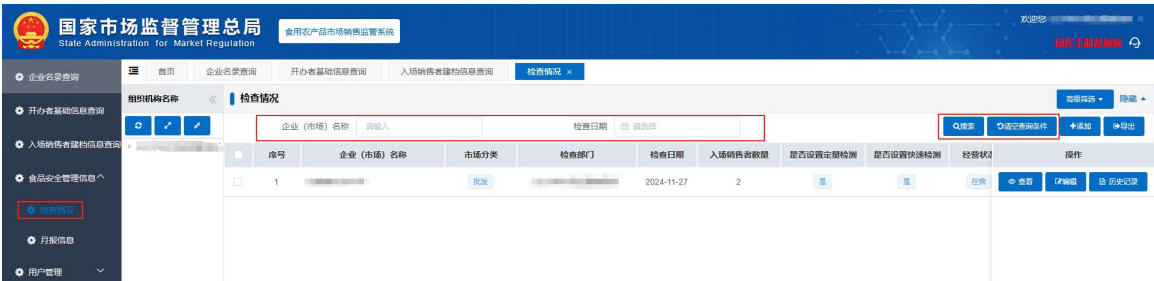 国家市场监督管理总局
State Administration for Market Regulation
食用农产品市场销售监管系统
欢迎您
操作手册及视频
企业名录查询
开办者基础信息查询
入场销售者建档信息查询
食品安全管理信息
检查情况
月报信息
用户管理
首页 企业名录查询 开办者基础信息查询 入场销售者建档信息查询 检查情况 ×
组织机构名称
检查情况
高级筛选 隐藏
企业（市场）名称 请输入 检查日期 请选择 搜索 清空查询条件 +添加 导出
序号 企业（市场）名称 市场分类 检查部门 检查日期 入场销售者数量 是否设置定量检测 是否设置快速检测 经营状态 操作
1 批发 2024-11-27 2 是 是 在营 查看 编辑 历史记录